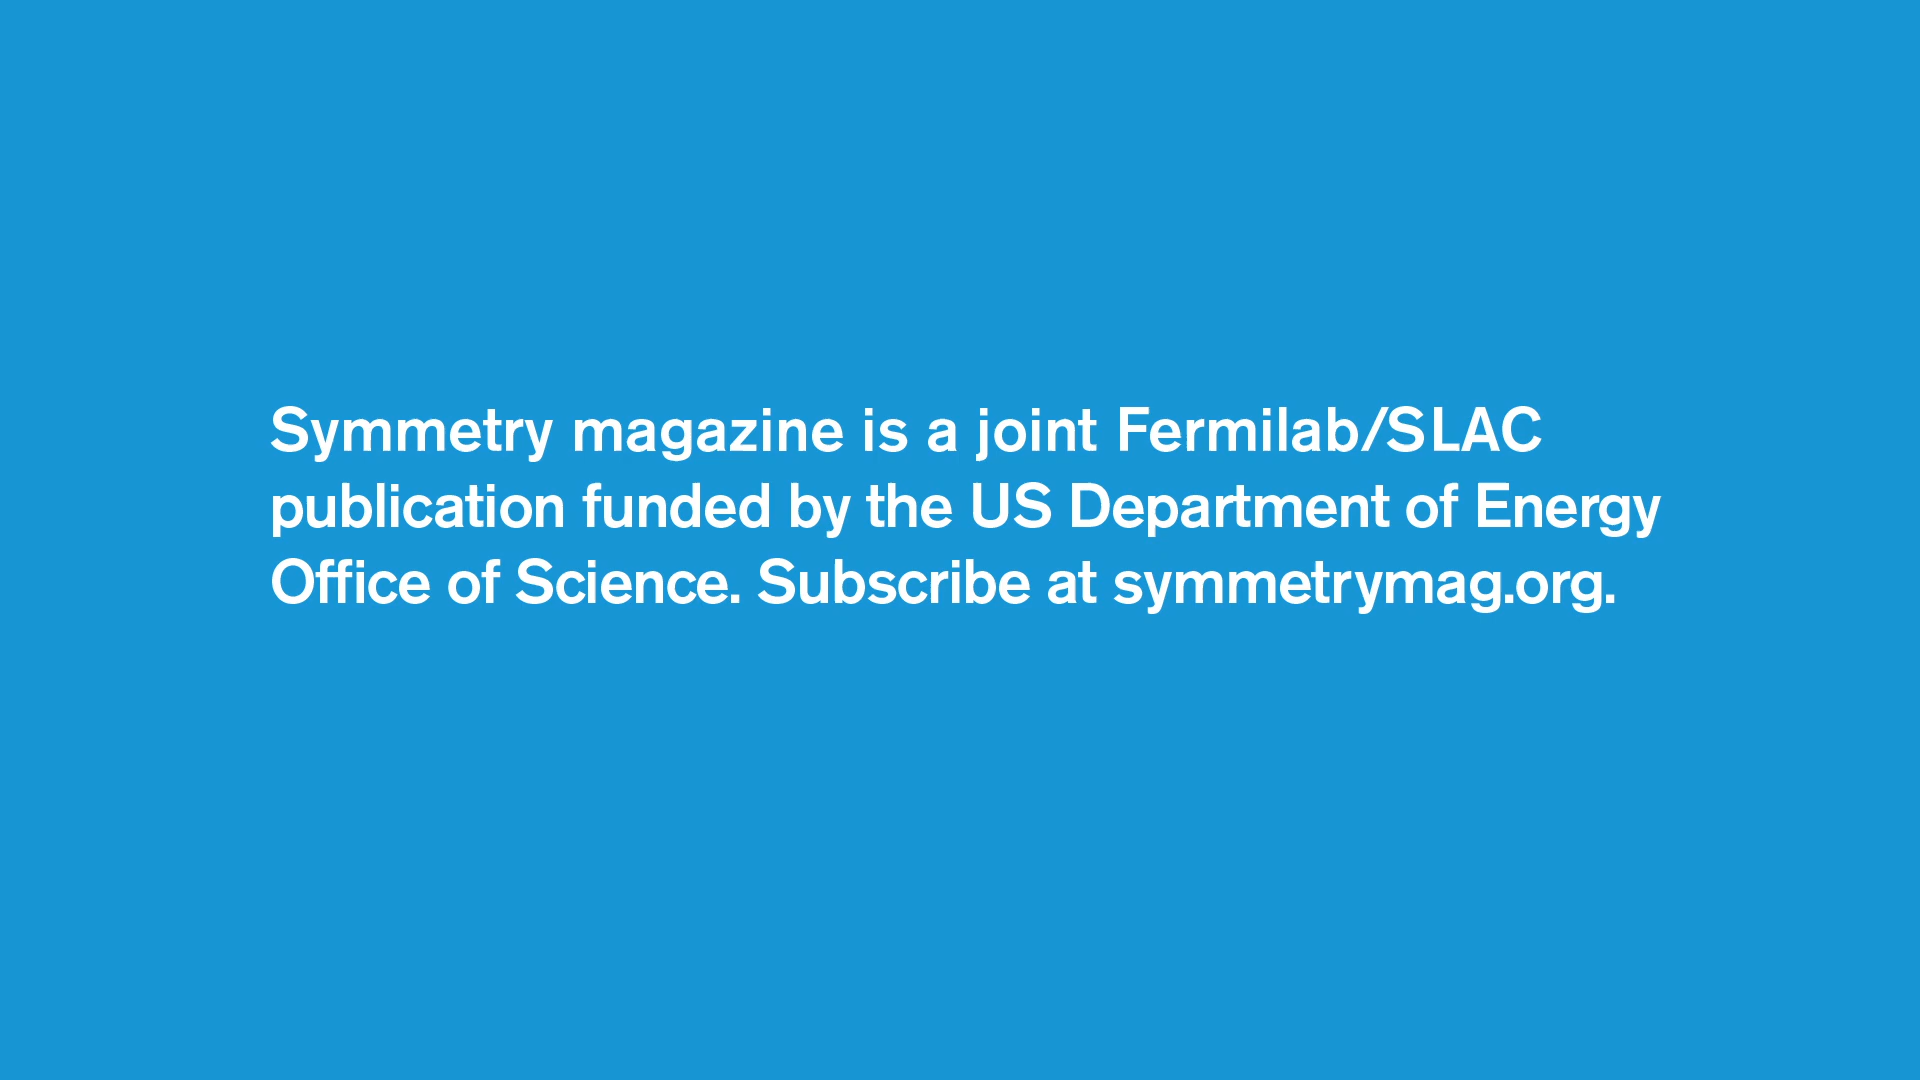 Symmetry magazine is a joint Fermilab/SLAC
publication funded by the US Department of Energy
Office of Science. Subscribe at symmetrymag.org.